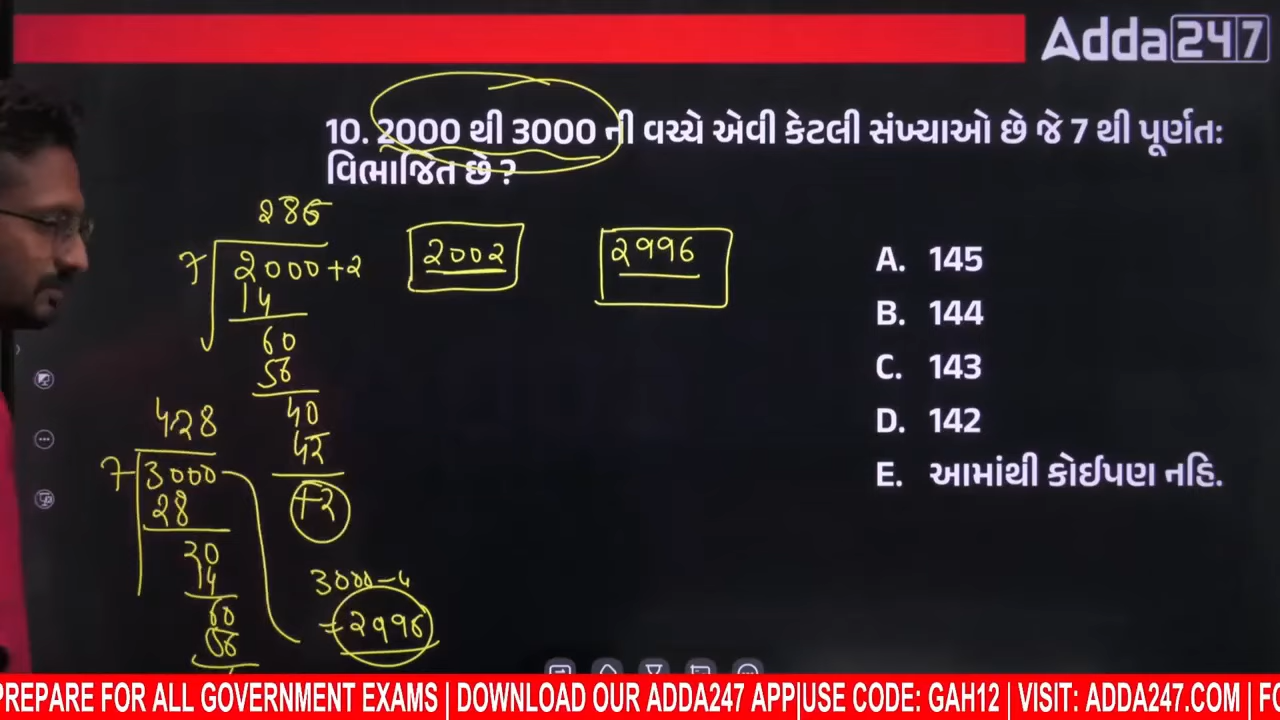 Adda247
10. 2000 થી 3000 ની વચ્ચે એવી કેટલી સંખ્યાઓ છે જે 7 થી પૂર્ણત:
વિભાજિત છે ?
286
7 2000+2
14
60
56
40
42
+2
2002
2996
A. 145
B. 144
C. 143
D. 142
E. આમાંથી કોઈપણ નહિ.
428
7 3000
28
20
14
60
56
3000-4
=2996
PREPARE FOR ALL GOVERNMENT EXAMS | DOWNLOAD OUR ADDA247 APP|USE CODE: GAH12 | VISIT: ADDA247.COM | FO